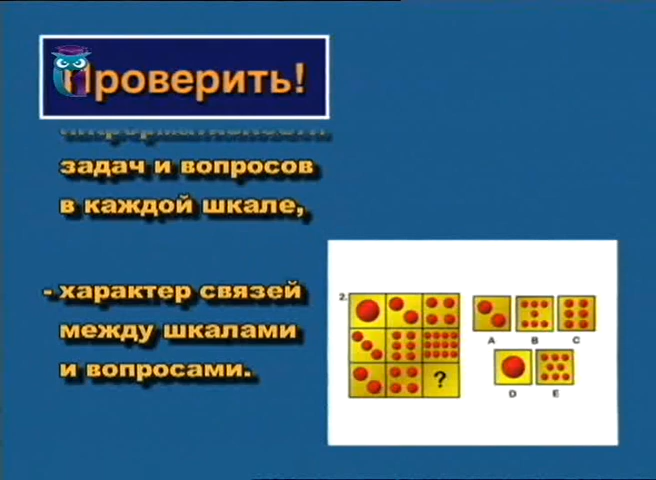 Проверить!
задач и вопросов
в каждой шкале,
- характер связей
между шкалами
и вопросами.
2.
?
A
B
C
D
E